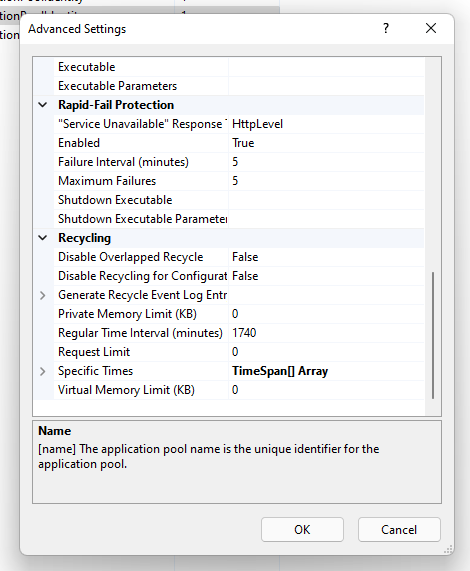 Advanced Settings ?
Executable
Executable Parameters
Rapid-Fail Protection
"Service Unavailable" Response HttpLevel
Enabled True
Failure Interval (minutes) 5
Maximum Failures 5
Shutdown Executable
Shutdown Executable Parameter
Recycling
Disable Overlapped Recycle False
Disable Recycling for Configurat False
Generate Recycle Event Log Entr
Private Memory Limit (KB) 0
Regular Time Interval (minutes) 1740
Request Limit 0
Specific Times TimeSpan[] Array
Virtual Memory Limit (KB) 0
Name
[name] The application pool name is the unique identifier for the
application pool.
OK Cancel